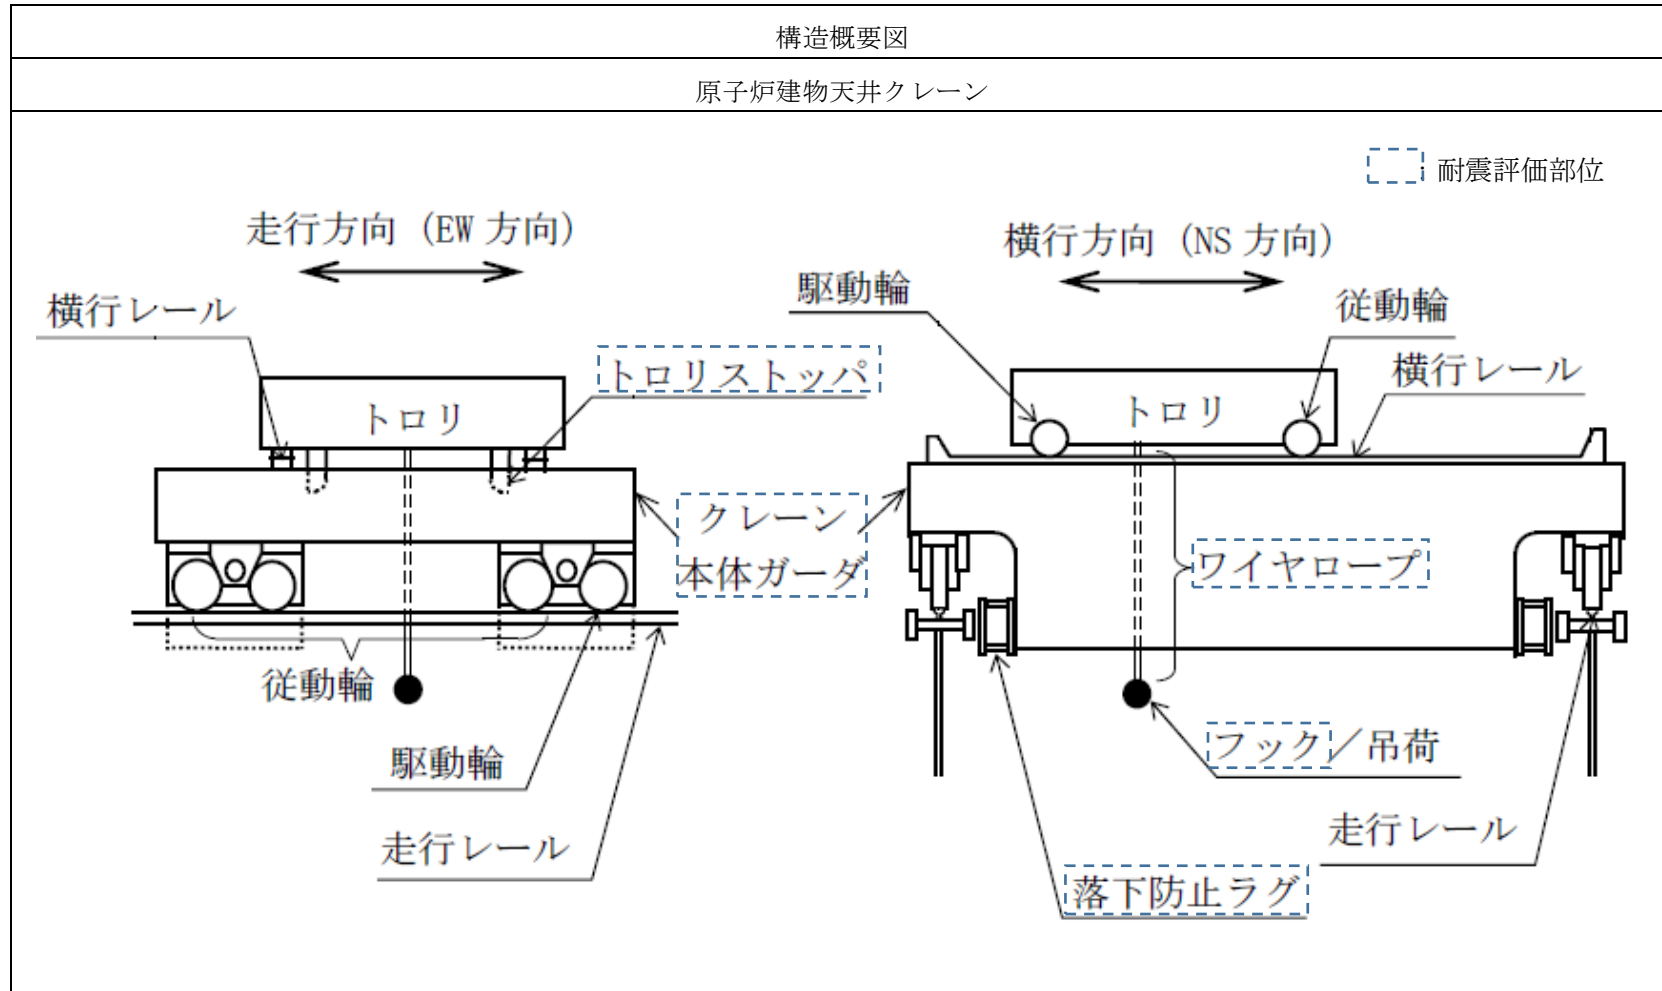 構造概要図
原子炉建物天井クレーン
耐震評価部位
走行方向 (EW 方向)
横行レール
トロリストッパ
トロリ
クレーン
本体ガーダ
従動輪
駆動輪
走行レール
横行方向 (NS 方向)
駆動輪
従動輪
横行レール
トロリ
ワイヤロープ
フック／吊荷
走行レール
落下防止ラグ